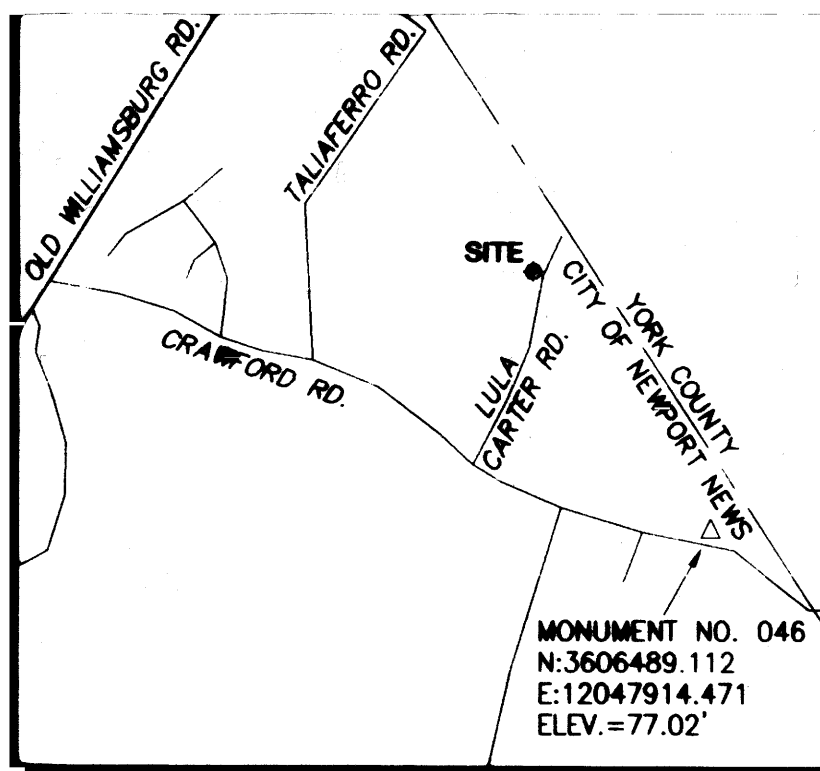 OLD WILLIAMSBURG RD.
TALIAFERRO RD.
SITE
CRAWFORD RD.
LULA
CARTER RD.
YORK COUNTY
CITY OF NEWPORT NEWS
MONUMENT NO. 046
N:3606489.112
E:12047914.471
ELEV.=77.02'